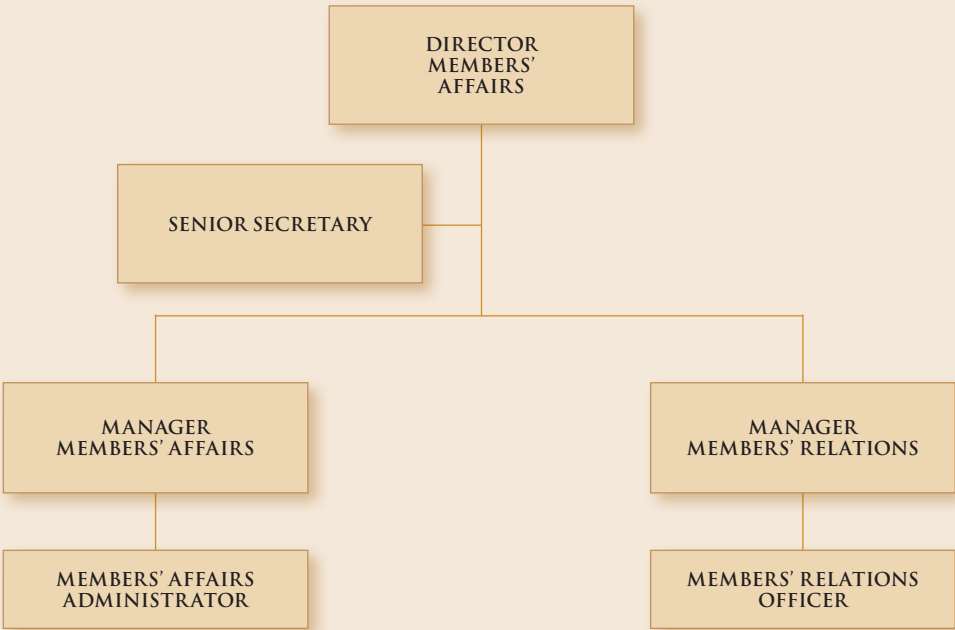 DIRECTOR
MEMBERS’
AFFAIRS
SENIOR SECRETARY
MANAGER
MEMBERS’ AFFAIRS
MANAGER
MEMBERS’ RELATIONS
MEMBERS’ AFFAIRS
ADMINISTRATOR
MEMBERS’ RELATIONS
OFFICER